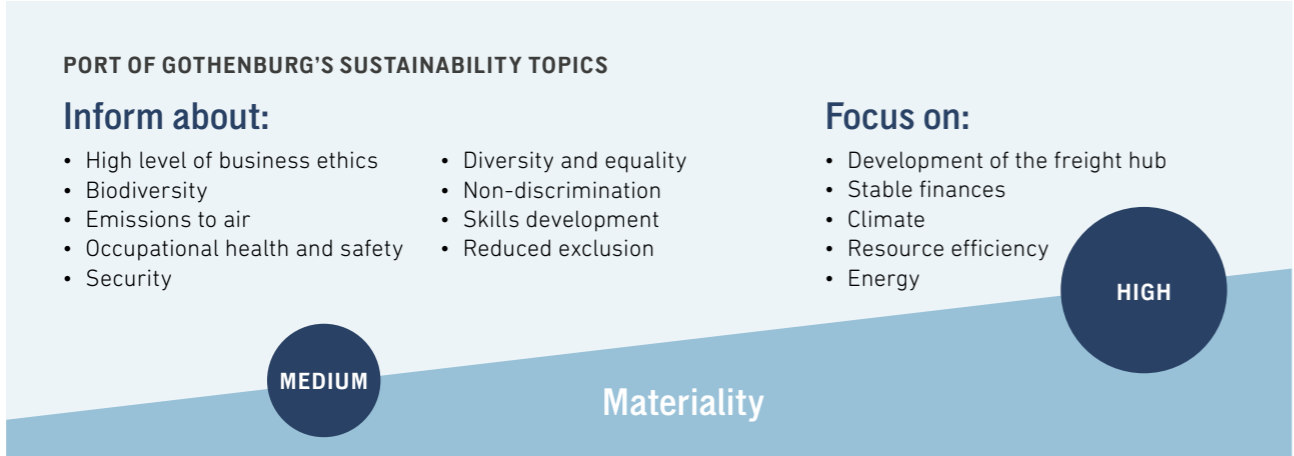 PORT OF GOTHENBURG'S SUSTAINABILITY TOPICS
Inform about:
• High level of business ethics
• Biodiversity
• Emissions to air
• Occupational health and safety
• Security
• Diversity and equality
• Non-discrimination
• Skills development
• Reduced exclusion
Focus on:
• Development of the freight hub
• Stable finances
• Climate
• Resource efficiency
• Energy
HIGH
MEDIUM
Materiality